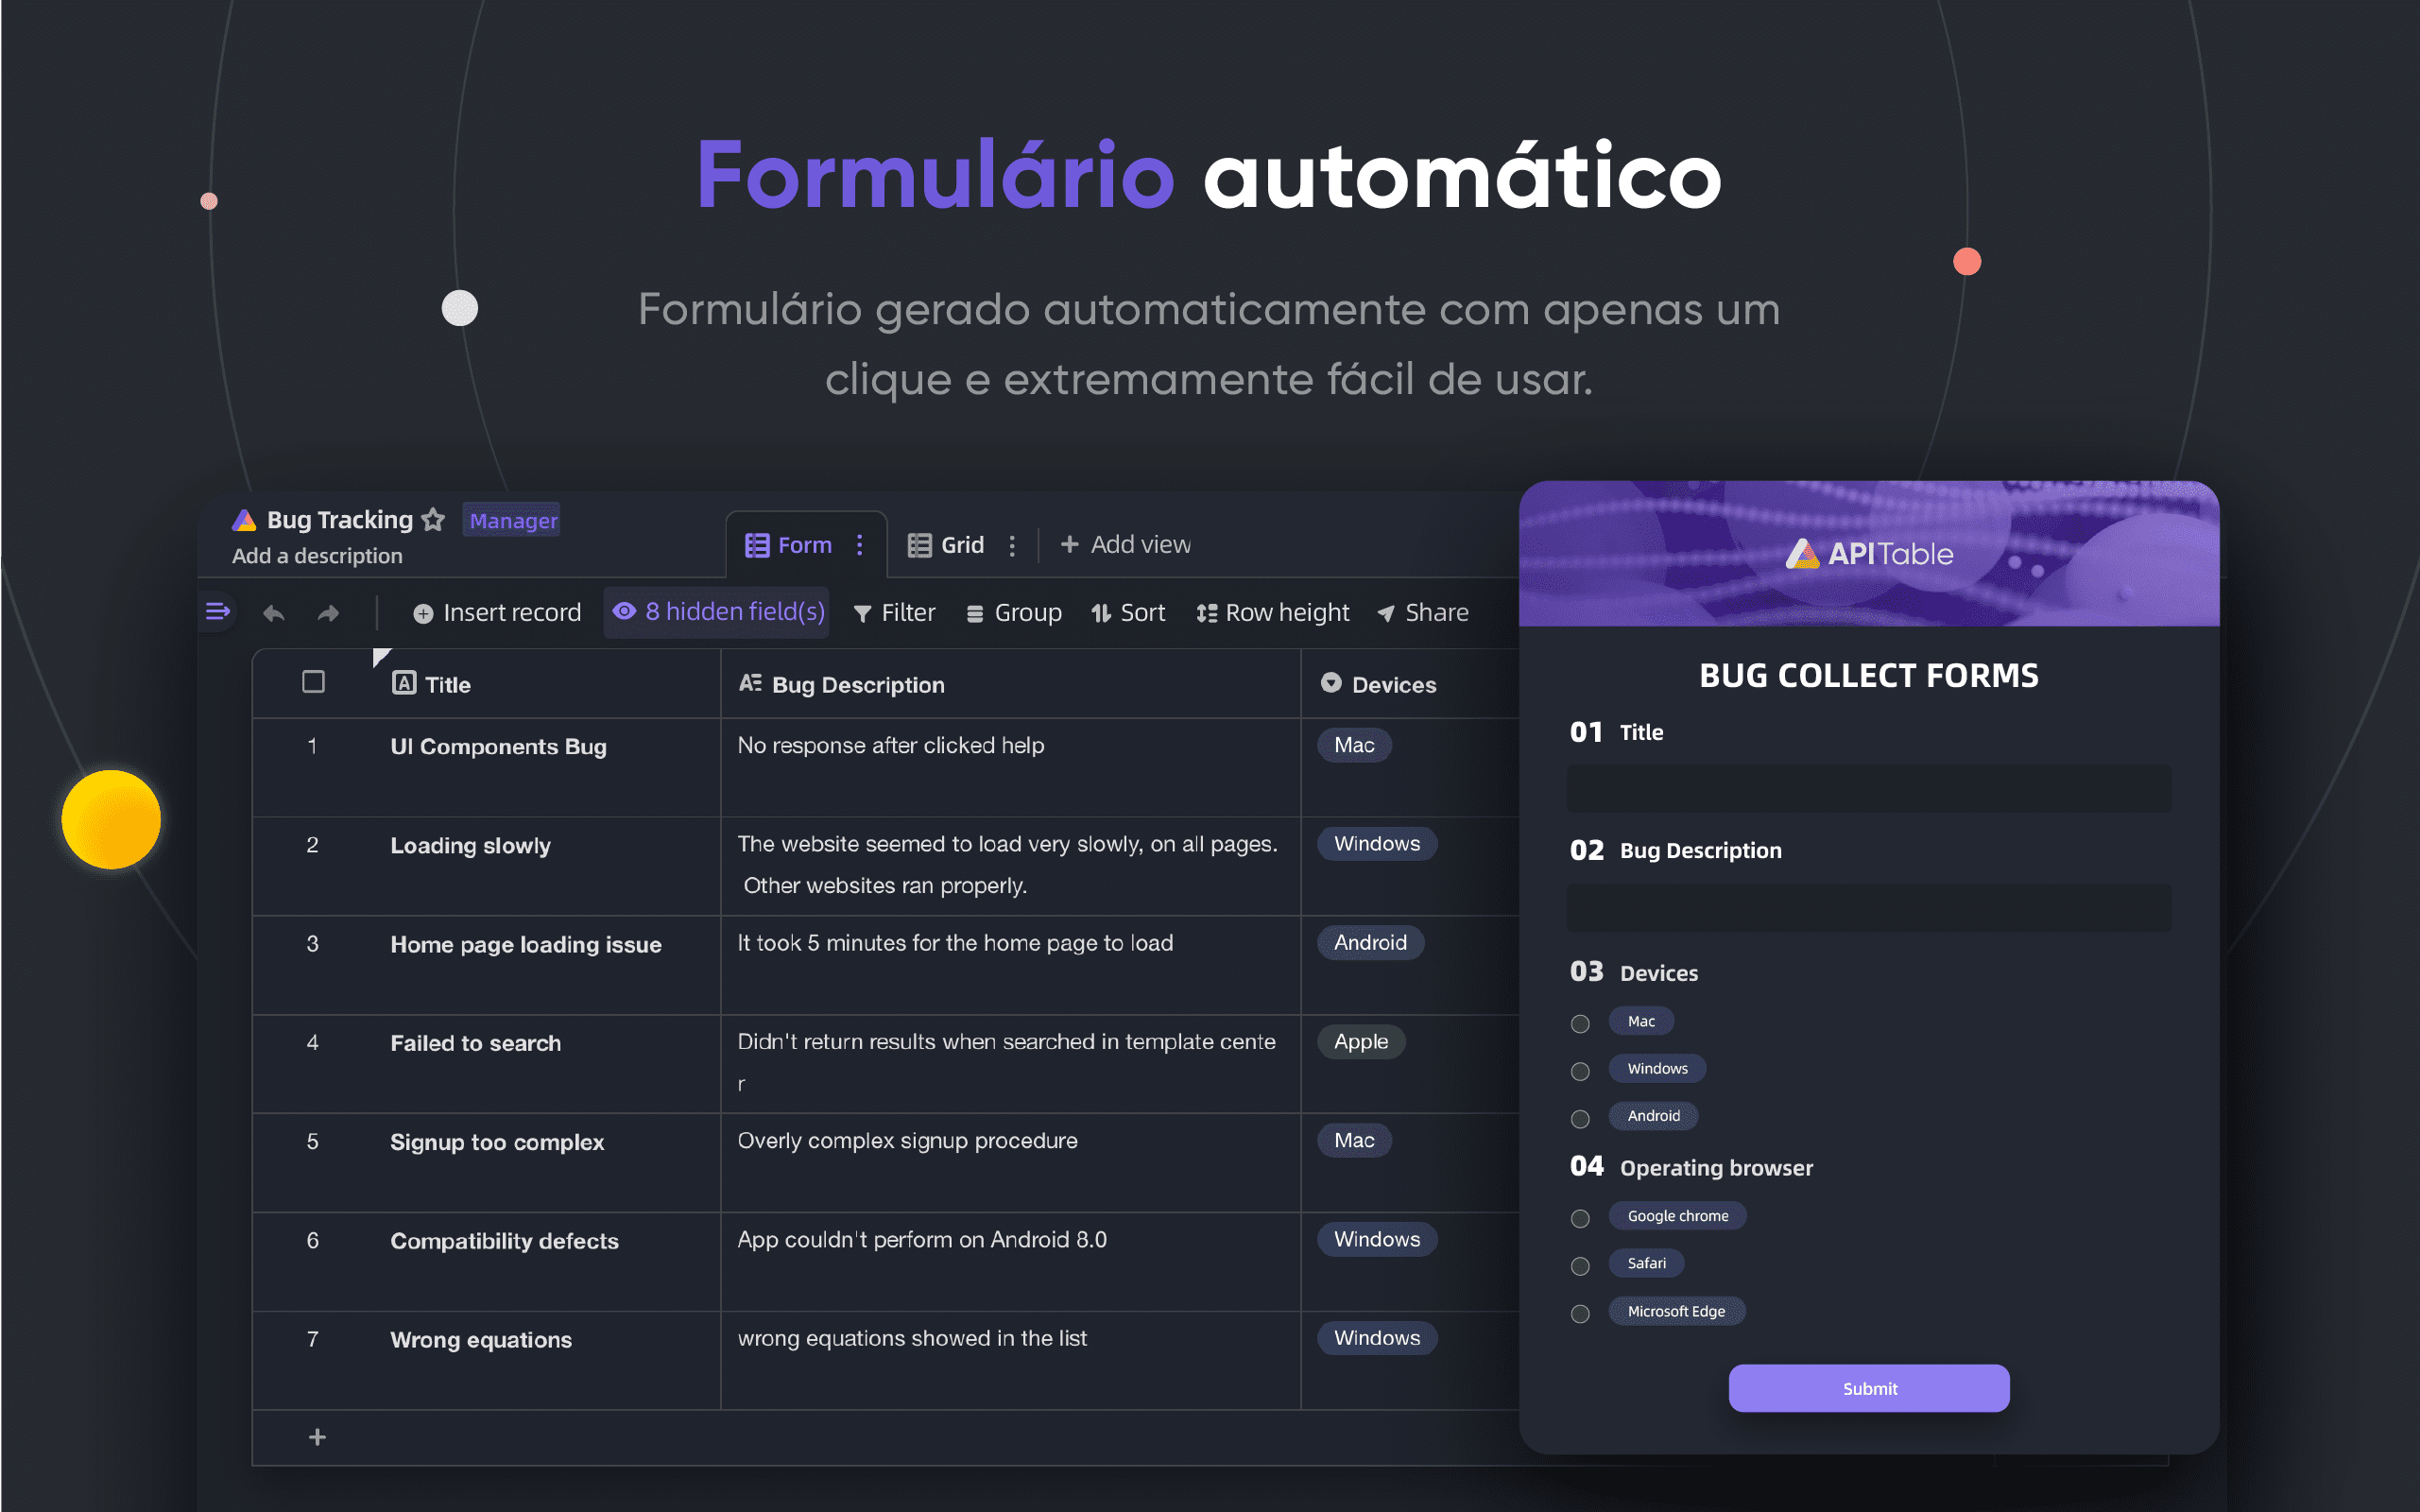 Formulário automático
Formulário gerado automaticamente com apenas um
clique e extremamente fácil de usar.
Bug Tracking
Manager
Add a description
Form
Grid
Add view
Insert record
8 hidden field(s)
Filter
Group
Sort
Row height
Share
Title
Bug Description
Devices
1
UI Components Bug
No response after clicked help
Mac
2
Loading slowly
The website seemed to load very slowly, on all pages.
Other websites ran properly.
Windows
3
Home page loading issue
It took 5 minutes for the home page to load
Android
4
Failed to search
Didn't return results when searched in template cente
r
Apple
5
Signup too complex
Overly complex signup procedure
Mac
6
Compatibility defects
App couldn't perform on Android 8.0
Windows
7
Wrong equations
wrong equations showed in the list
Windows
APITable
BUG COLLECT FORMS
01 Title
02 Bug Description
03 Devices
Mac
Windows
Android
04 Operating browser
Google chrome
Safari
Microsoft Edge
Submit